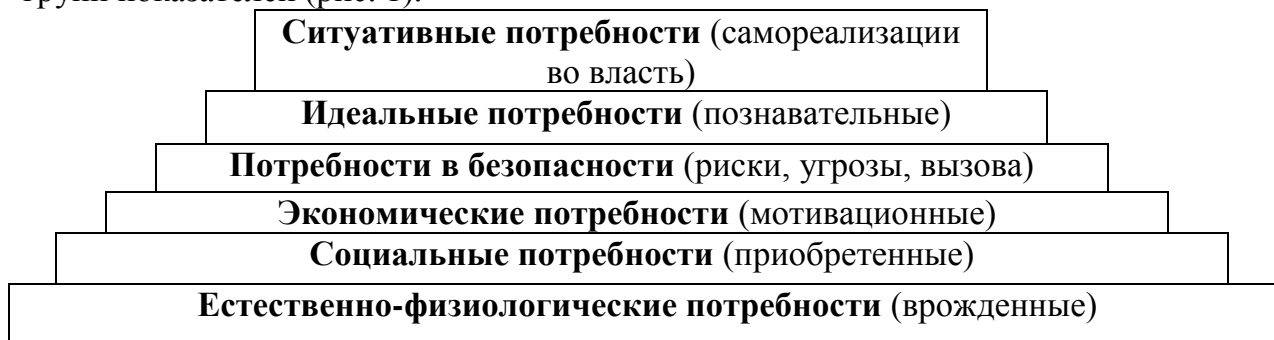 групп показателей (рис. 1).
Ситуативные потребности (самореализации
во власть)
Идеальные потребности (познавательные)
Потребности в безопасности (риски, угрозы, вызова)
Экономические потребности (мотивационные)
Социальные потребности (приобретенные)
Естественно-физиологические потребности (врожденные)